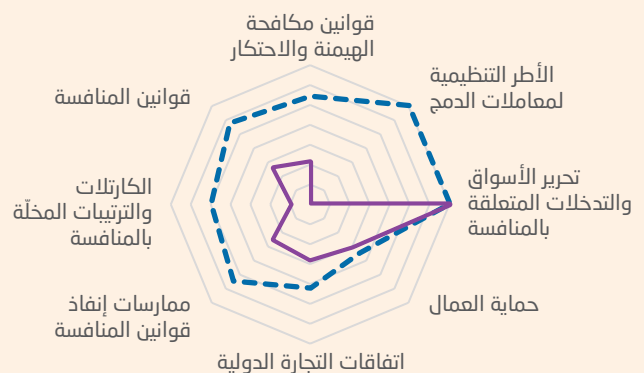 قوانين مكافحة
الهيمنة والاحتكار
الأطر التنظيمية
لمعاملات الدمج
تحرير الأسواق
والتدخلات المتعلقة
بالمنافسة
حماية العمال
اتفاقات التجارة الدولية
ممارسات إنفاذ
قوانين المنافسة
الكارتلات
والترتيبات المخلّة
بالمنافسة
قوانين المنافسة